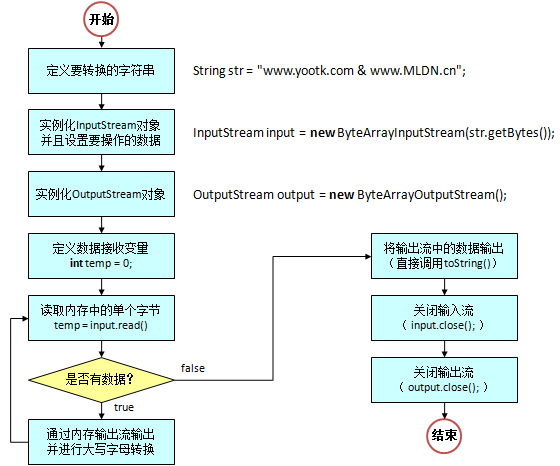 开始
定义要转换的字符串
String str = "www.yootk.com & www.MLDN.cn";
实例化InputStream对象
并且设置要操作的数据
InputStream input = new ByteArrayInputStream(str.getBytes());
实例化OutputStream对象
OutputStream output = new ByteArrayOutputStream();
定义数据接收变量
int temp = 0;
读取内存中的单个字节
temp = input.read()
是否有数据?
false
true
通过内存输出流输出
并进行大写字母转换
将输出流中的数据输出
（直接调用toString()）
关闭输入流
（ input.close(); ）
关闭输出流
（ output.close(); ）
结束